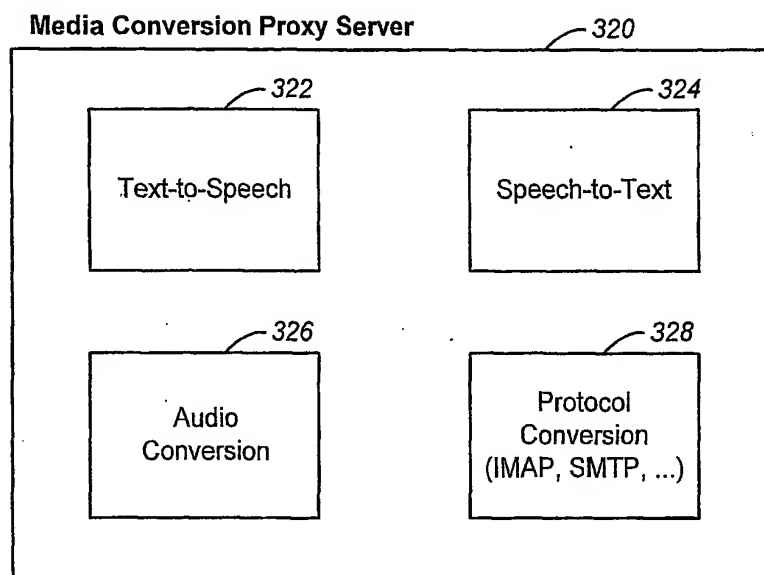 Media Conversion Proxy Server
320
322
324
Text-to-Speech
Speech-to-Text
326
328
Audio
Conversion
Protocol
Conversion
(IMAP, SMTP, ...)